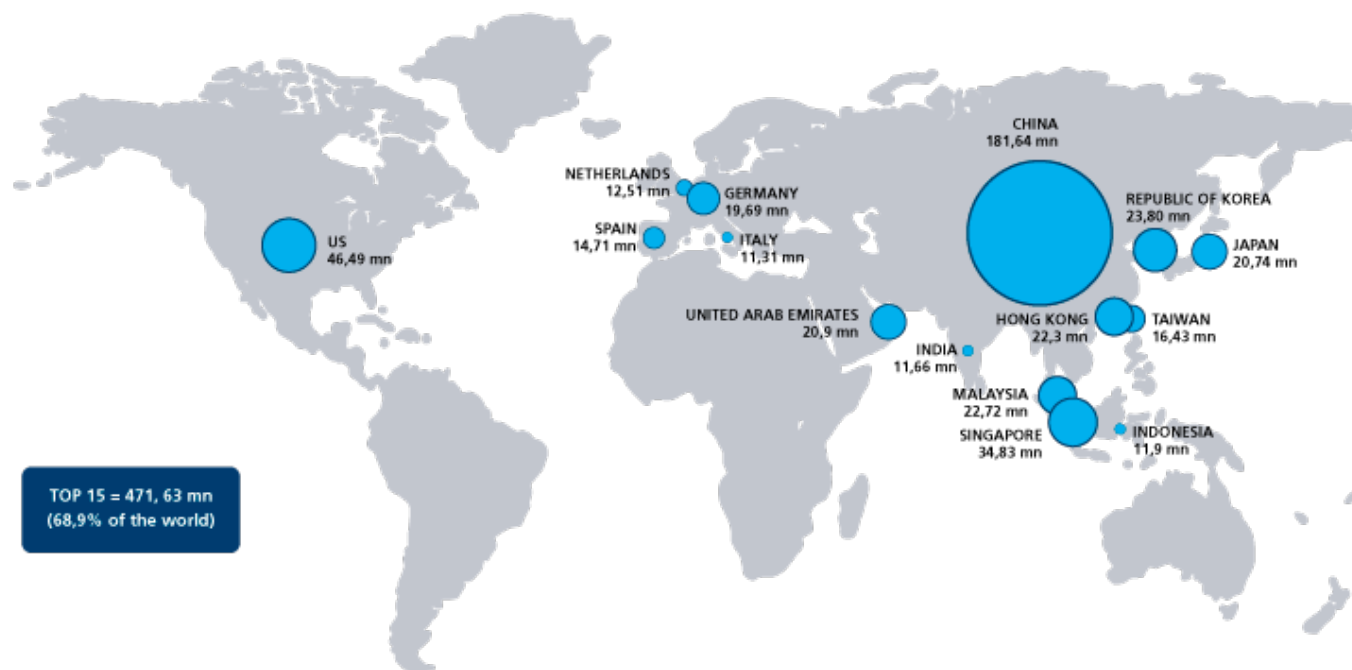 CHINA
181,64 mn
NETHERLANDS
12,51 mn
GERMANY
19,69 mn
REPUBLIC OF KOREA
23,80 mn
SPAIN
14,71 mn
ITALY
11,31 mn
US
46,49 mn
JAPAN
20,74 mn
UNITED ARAB EMIRATES
20,9 mn
HONG KONG
22,3 mn
TAIWAN
16,43 mn
INDIA
11,66 mn
MALAYSIA
22,72 mn
SINGAPORE
34,83 mn
INDONESIA
11,9 mn
TOP 15 = 471, 63 mn
(68,9% of the world)